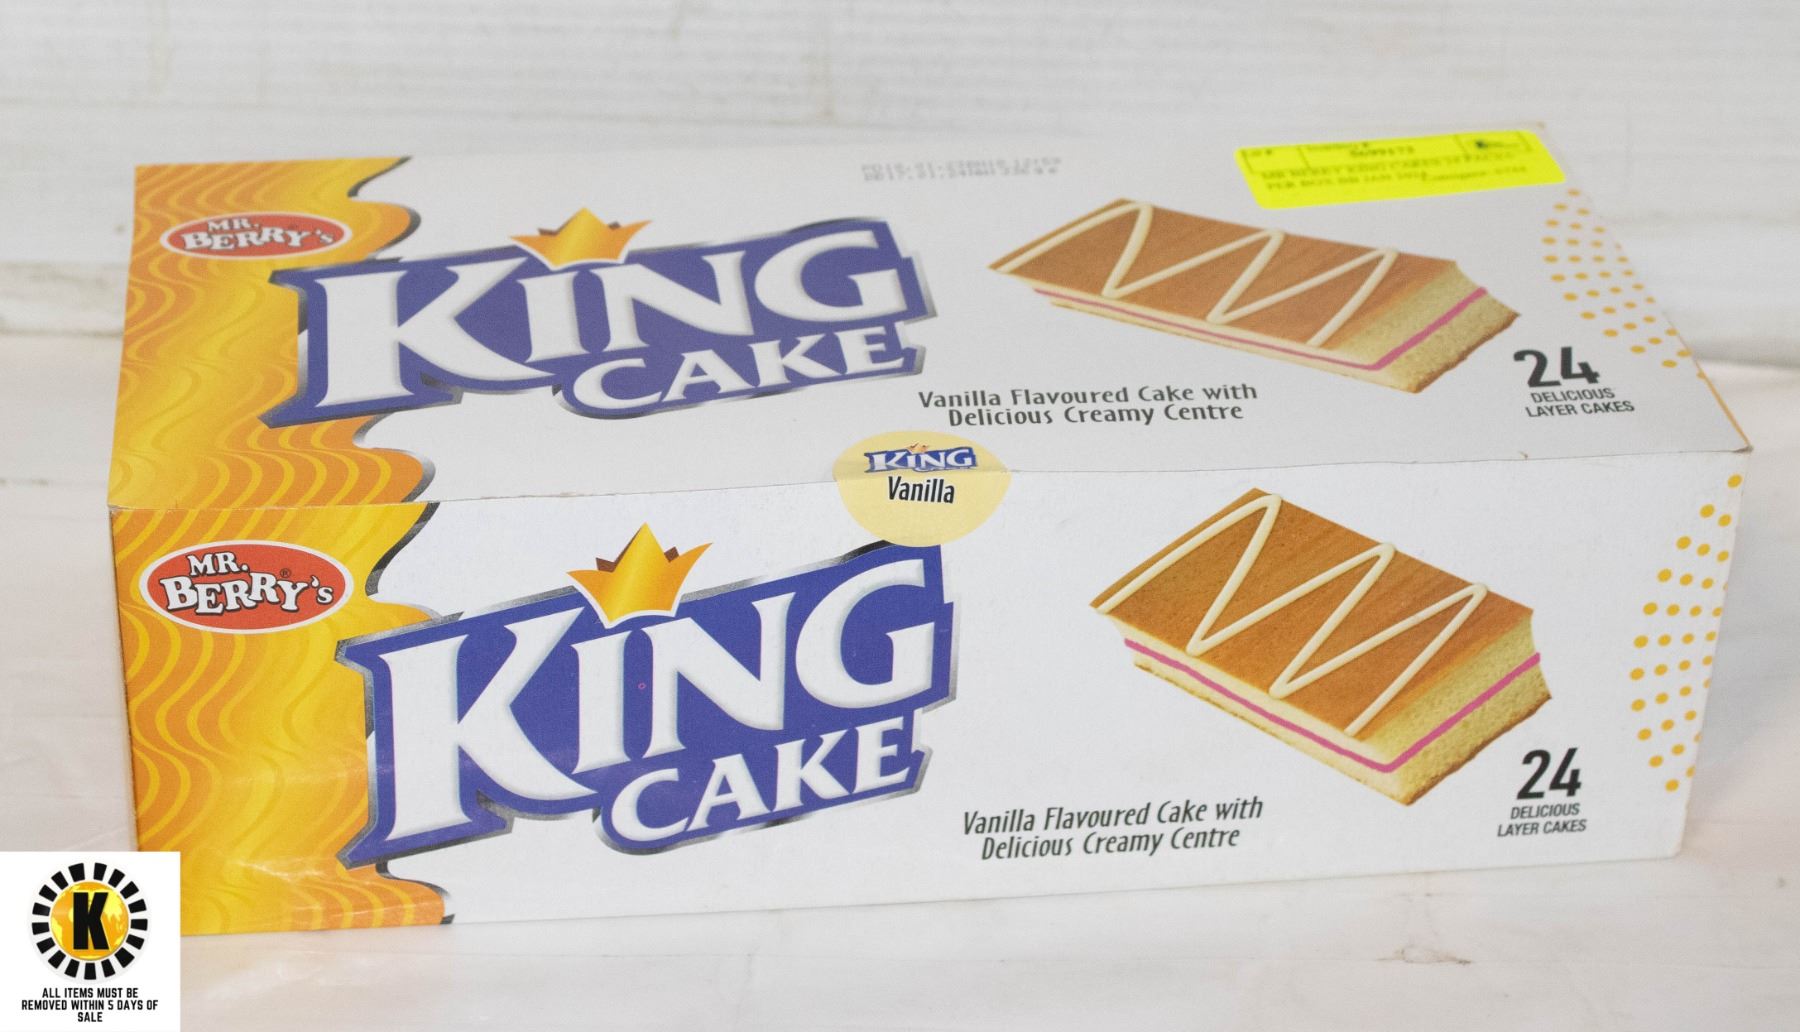 MR.
BERRY'S
KING
CAKE
Vanilla Flavoured Cake with
Delicious Creamy Centre
24
DELICIOUS
LAYER CAKES
KING
Vanilla
MR.
BERRY'S®
KING
CAKE
Vanilla Flavoured Cake with
Delicious Creamy Centre
24
DELICIOUS
LAYER CAKES
K
ALL ITEMS MUST BE
REMOVED WITHIN 5 DAYS OF
SALE